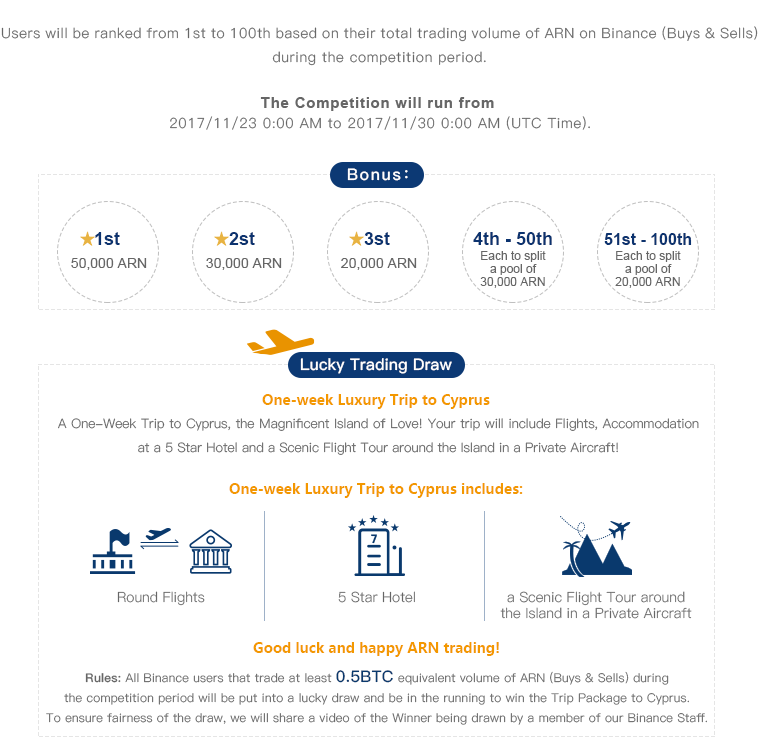 Users will be ranked from 1st to 100th based on their total trading volume of ARN on Binance (Buys & Sells)
during the competition period.
The Competition will run from
2017/11/23 0:00 AM to 2017/11/30 0:00 AM (UTC Time).
Bonus:
1st
50,000 ARN
2st
30,000 ARN
3st
20,000 ARN
4th - 50th
Each to split
a pool of
30,000 ARN
51st - 100th
Each to split
a pool of
20,000 ARN
Lucky Trading Draw
One-week Luxury Trip to Cyprus
A One-Week Trip to Cyprus, the Magnificent Island of Love! Your trip will include Flights, Accommodation
at a 5 Star Hotel and a Scenic Flight Tour around the Island in a Private Aircraft!
One-week Luxury Trip to Cyprus includes:
7
Round Flights
5 Star Hotel
a Scenic Flight Tour around
the Island in a Private Aircraft
Good luck and happy ARN trading!
Rules: All Binance users that trade at least 0.5BTC equivalent volume of ARN (Buys & Sells) during
the competition period will be put into a lucky draw and be in the running to win the Trip Package to Cyprus.
To ensure fairness of the draw, we will share a video of the Winner being drawn by a member of our Binance Staff.